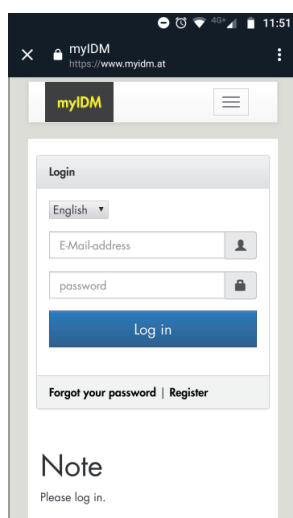 4G+ 11:51
myIDM
https://www.myidm.at
myIDM
Login
English
E-Mail-address
password
Log in
Forgot your password | Register
Note
Please log in.